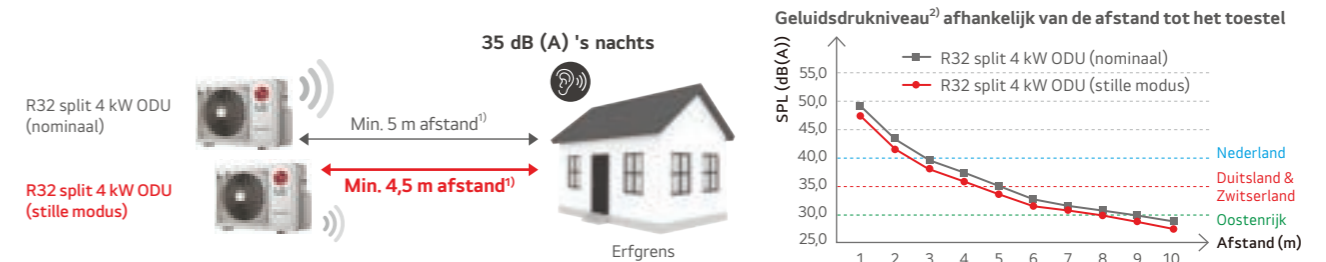 35 dB (A) 's nachts
R32 split 4 kW ODU
(nominaal)
Min. 5 m afstand1)
R32 split 4 kW ODU
(stille modus)
Min. 4,5 m afstand1)
Erfgrens
Geluidsdrukniveau2) afhankelijk van de afstand tot het toestel
SPL (dB(A))
R32 split 4 kW ODU (nominaal)
R32 split 4 kW ODU (stille modus)
55,0
50,0
45,0
40,0
35,0
30,0
25,0
Nederland
Duitsland &
Zwitserland
Oostenrijk
Afstand (m)
1 2 3 4 5 6 7 8 9 10